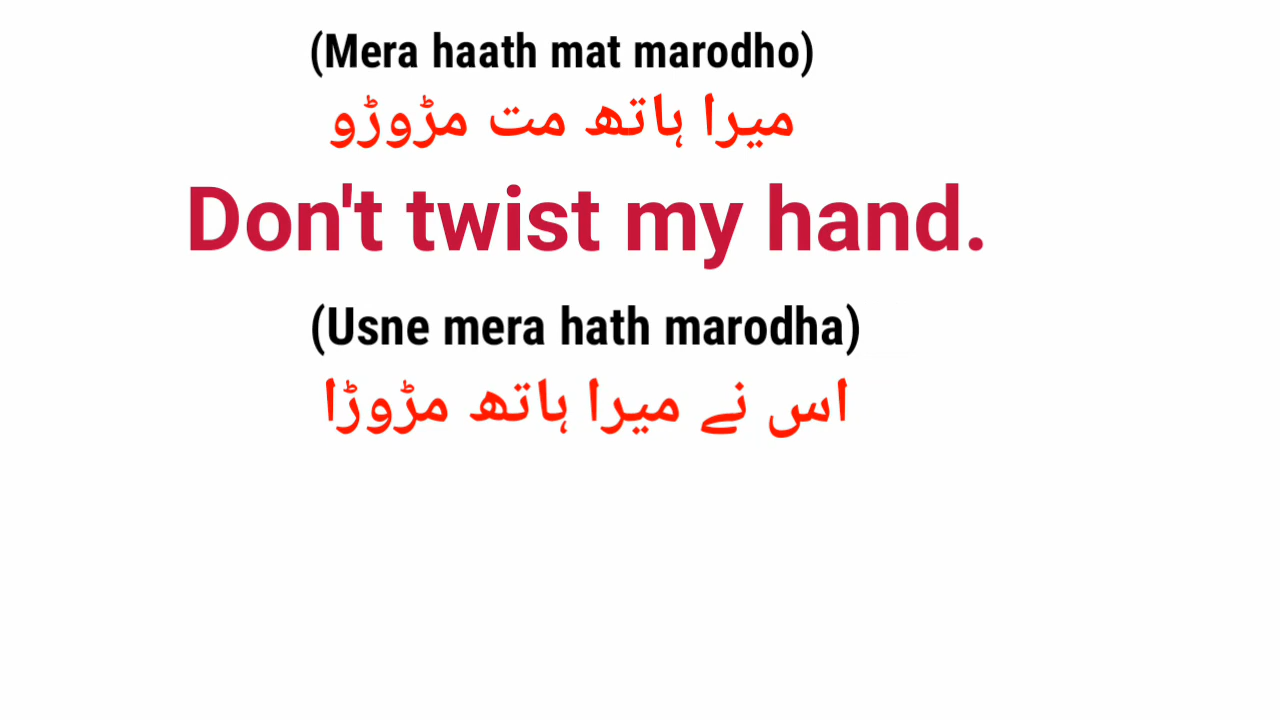 (Mera haath mat marodho)
میرا ہاتھ مت مڑوڑو
Don't twist my hand.
(Usne mera hath marodha)
اس نے میرا ہاتھ مڑوڑا